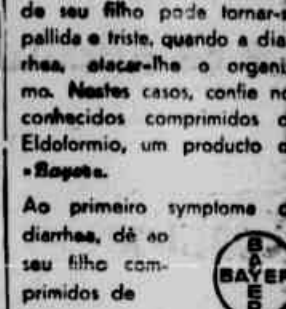 de seu filho pode tornar-s
pallida e triste, quando a dia
rhea, atacar-lhe o organi
mo. Nestes casos, confie no
conhecidos comprimidos d
Eldoformio, um producto d
«Bayer».
Ao primeiro symptoma d
diarrhea, dê ao
seu filho com-
primidos de
BAYER
BAYER